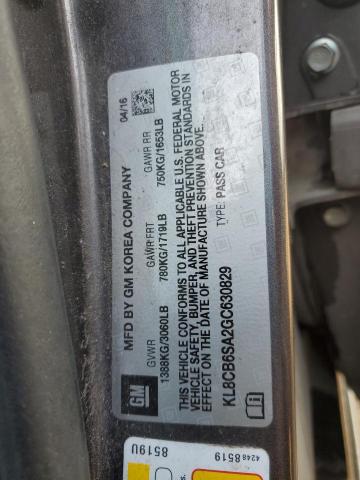 MFD BY GM KOREA COMPANY 04/16
GVWR GAWR FRT GAWR RR
1388KG/3060LB 780KG/1719LB 750KG/1653LB
THIS VEHICLE CONFORMS TO ALL APPLICABLE U.S. FEDERAL MOTOR
VEHICLE SAFETY, BUMPER, AND THEFT PREVENTION STANDARDS IN
EFFECT ON THE DATE OF MANUFACTURE SHOWN ABOVE.
KL8CB6SA2GC630829 TYPE: PASS CAR
GM
8519U
4248 8519